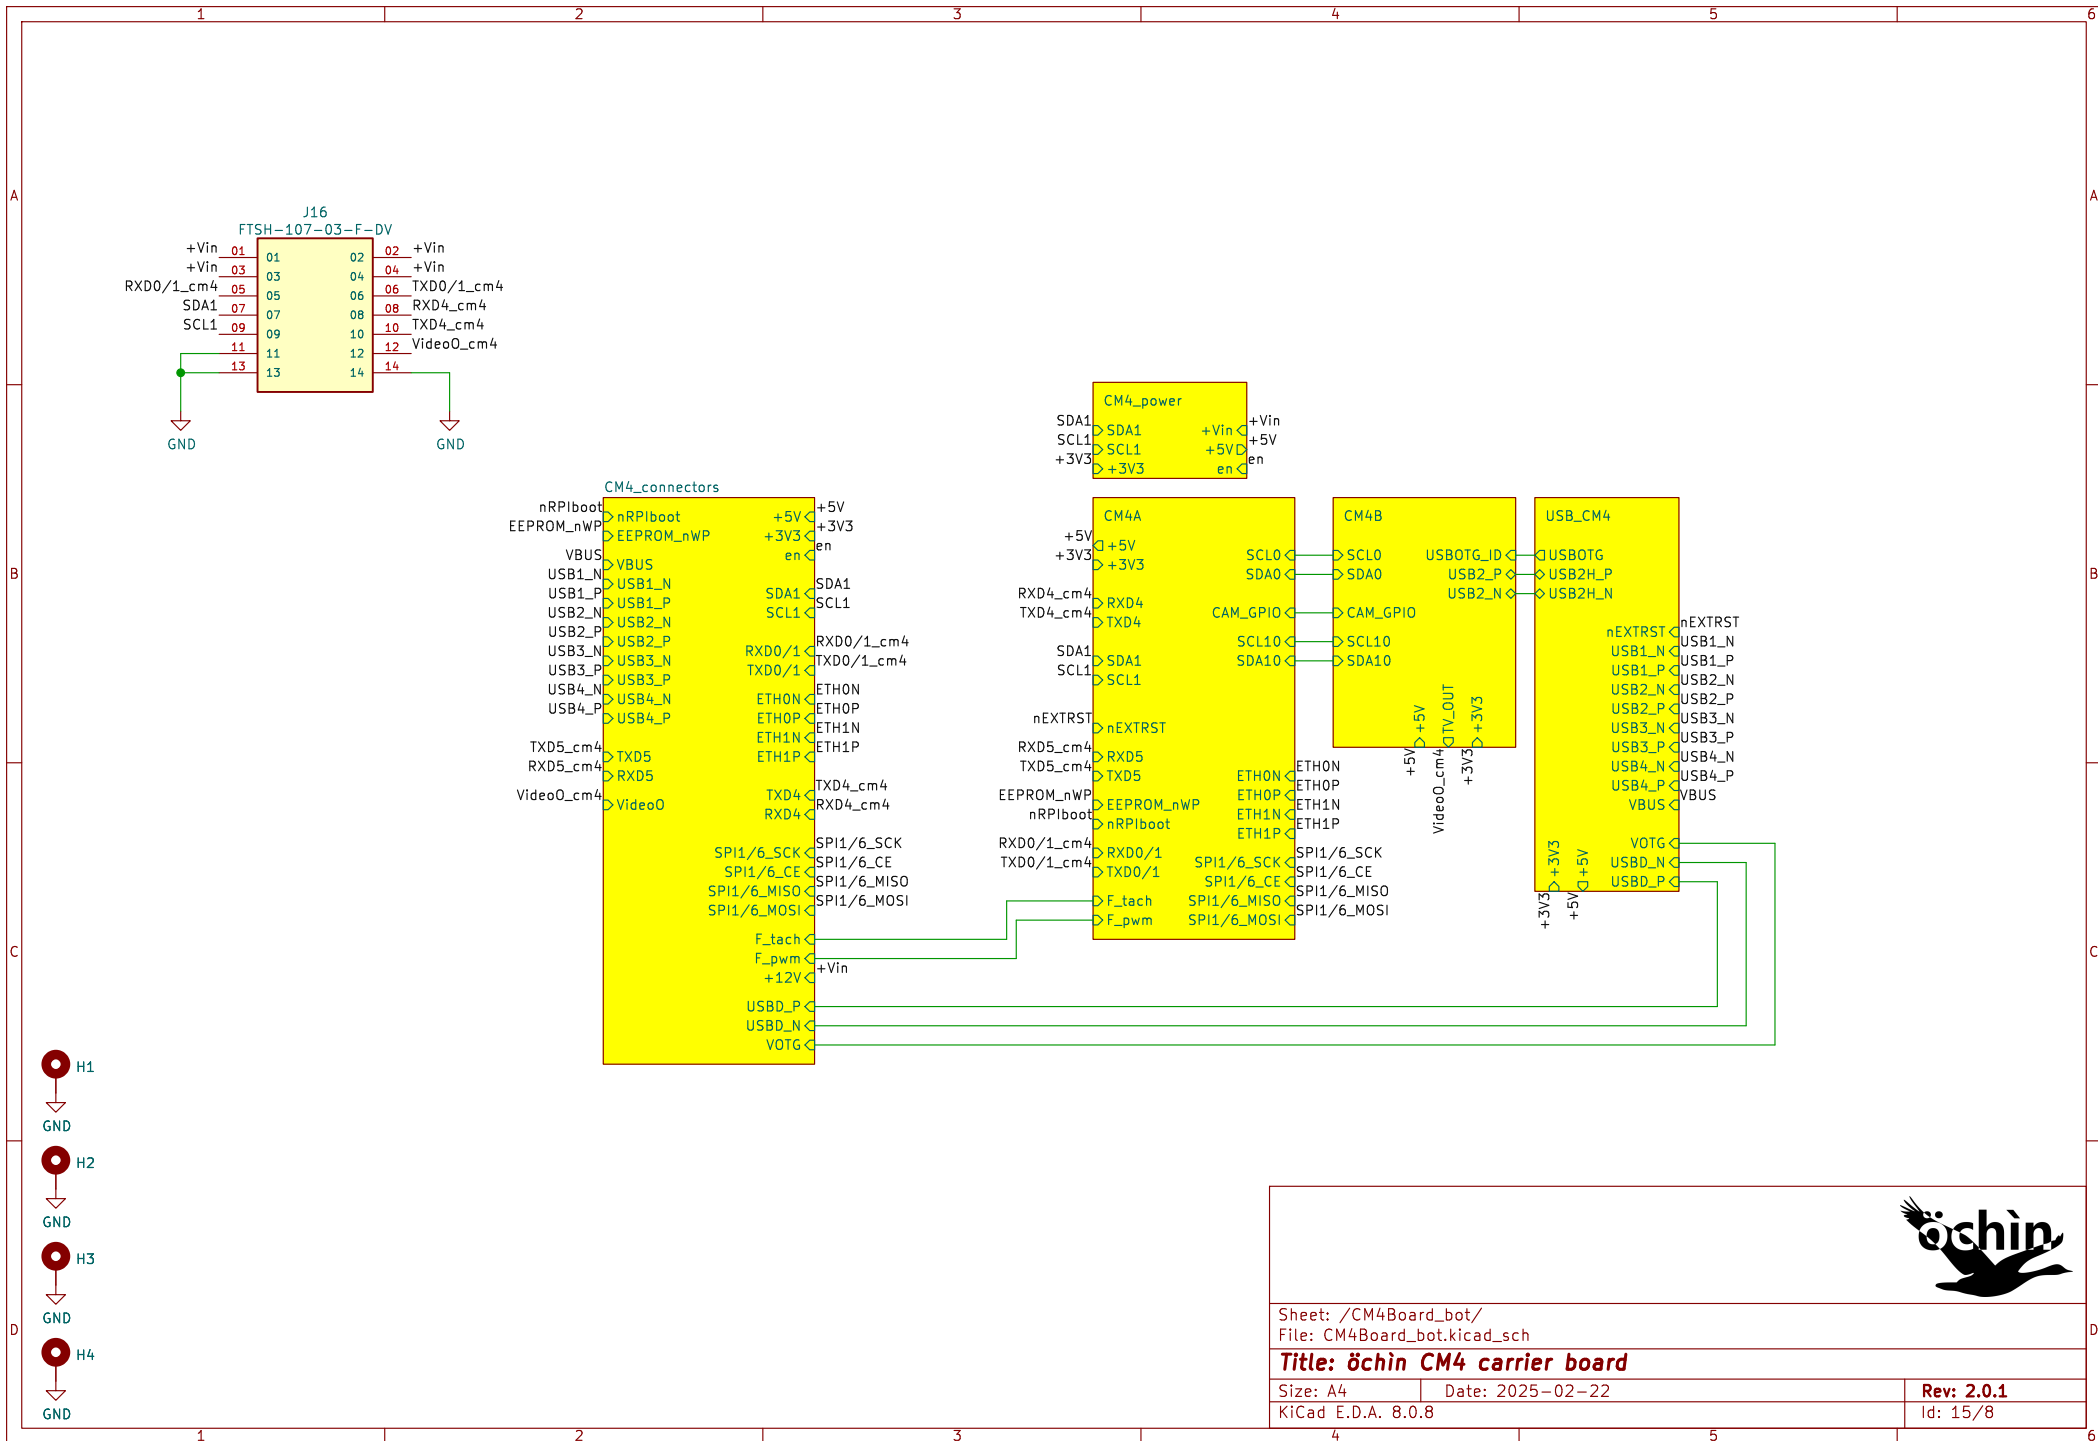 1 2 3 4 5 6
A
A
J16
FTSH-107-03-F-DV
+Vin 01 01 02 02 +Vin
+Vin 03 03 04 04 +Vin
RXD0/1_cm4 05 05 06 06 TXD0/1_cm4
SDA1 07 07 08 08 RXD4_cm4
SCL1 09 09 10 10 TXD4_cm4
11 11 12 12 VideoO_cm4
13 13 14 14
GND
GND
CM4_power
SDA1 SDA1 +Vin +Vin
SCL1 SCL1 +5V +5V
+3V3 +3V3 en en
CM4_connectors
nRPIboot nRPIboot +5V +5V
EEPROM_nWP EEPROM_nWP +3V3 +3V3
VBUS VBUS en en
USB1_N USB1_N
USB1_P USB1_P SDA1 SDA1
USB2_N USB2_N SCL1 SCL1
USB2_P USB2_P
USB3_N USB3_N RXD0/1 RXD0/1_cm4
USB3_P USB3_P TXD0/1 TXD0/1_cm4
USB4_N USB4_N ETH0N ETH0N
USB4_P USB4_P ETH0P ETH0P
ETH1N ETH1N
TXD5_cm4 TXD5 ETH1P ETH1P
RXD5_cm4 RXD5
VideoO_cm4 VideoO TXD4 TXD4_cm4
RXD4 RXD4_cm4
SPI1/6_SCK SPI1/6_SCK
SPI1/6_CE SPI1/6_CE
SPI1/6_MISO SPI1/6_MISO
SPI1/6_MOSI SPI1/6_MOSI
F_tach
F_pwm
+12V +Vin
USBD_P
USBD_N
VOTG
CM4A
+5V +5V
+3V3 +3V3
RXD4_cm4 RXD4
TXD4_cm4 TXD4
SDA1 SDA1
SCL1 SCL1
nEXTRST nEXTRST
RXD5_cm4 RXD5
TXD5_cm4 TXD5
EEPROM_nWP EEPROM_nWP
nRPIboot nRPIboot
RXD0/1_cm4 RXD0/1
TXD0/1_cm4 TXD0/1
F_tach
F_pwm
SCL0
SDA0
CAM_GPIO
SCL10
SDA10
ETH0N ETH0N
ETH0P ETH0P
ETH1N ETH1N
ETH1P ETH1P
SPI1/6_SCK SPI1/6_SCK
SPI1/6_CE SPI1/6_CE
SPI1/6_MISO SPI1/6_MISO
SPI1/6_MOSI SPI1/6_MOSI
CM4B
SCL0 USBOTG_ID
SDA0 USB2_P
USB2_N
CAM_GPIO
SCL10
SDA10
+5V TV_OUT +3V3
+5V VideoO_cm4 +3V3
USB_CM4
USBOTG
USB2H_P
USB2H_N
nEXTRST nEXTRST
USB1_N USB1_N
USB1_P USB1_P
USB2_N USB2_N
USB2_P USB2_P
USB3_N USB3_N
USB3_P USB3_P
USB4_N USB4_N
USB4_P USB4_P
VBUS VBUS
VOTG
USBD_N
USBD_P
+3V3 +5V
+3V3 +5V
B
B
C
C
H1
GND
H2
GND
H3
GND
H4
GND
D
D
öchìn
Sheet: /CM4Board_bot/
File: CM4Board_bot.kicad_sch
Title: öchìn CM4 carrier board
Size: A4 Date: 2025-02-22 Rev: 2.0.1
KiCad E.D.A. 8.0.8 Id: 15/8
1 2 3 4 5 6